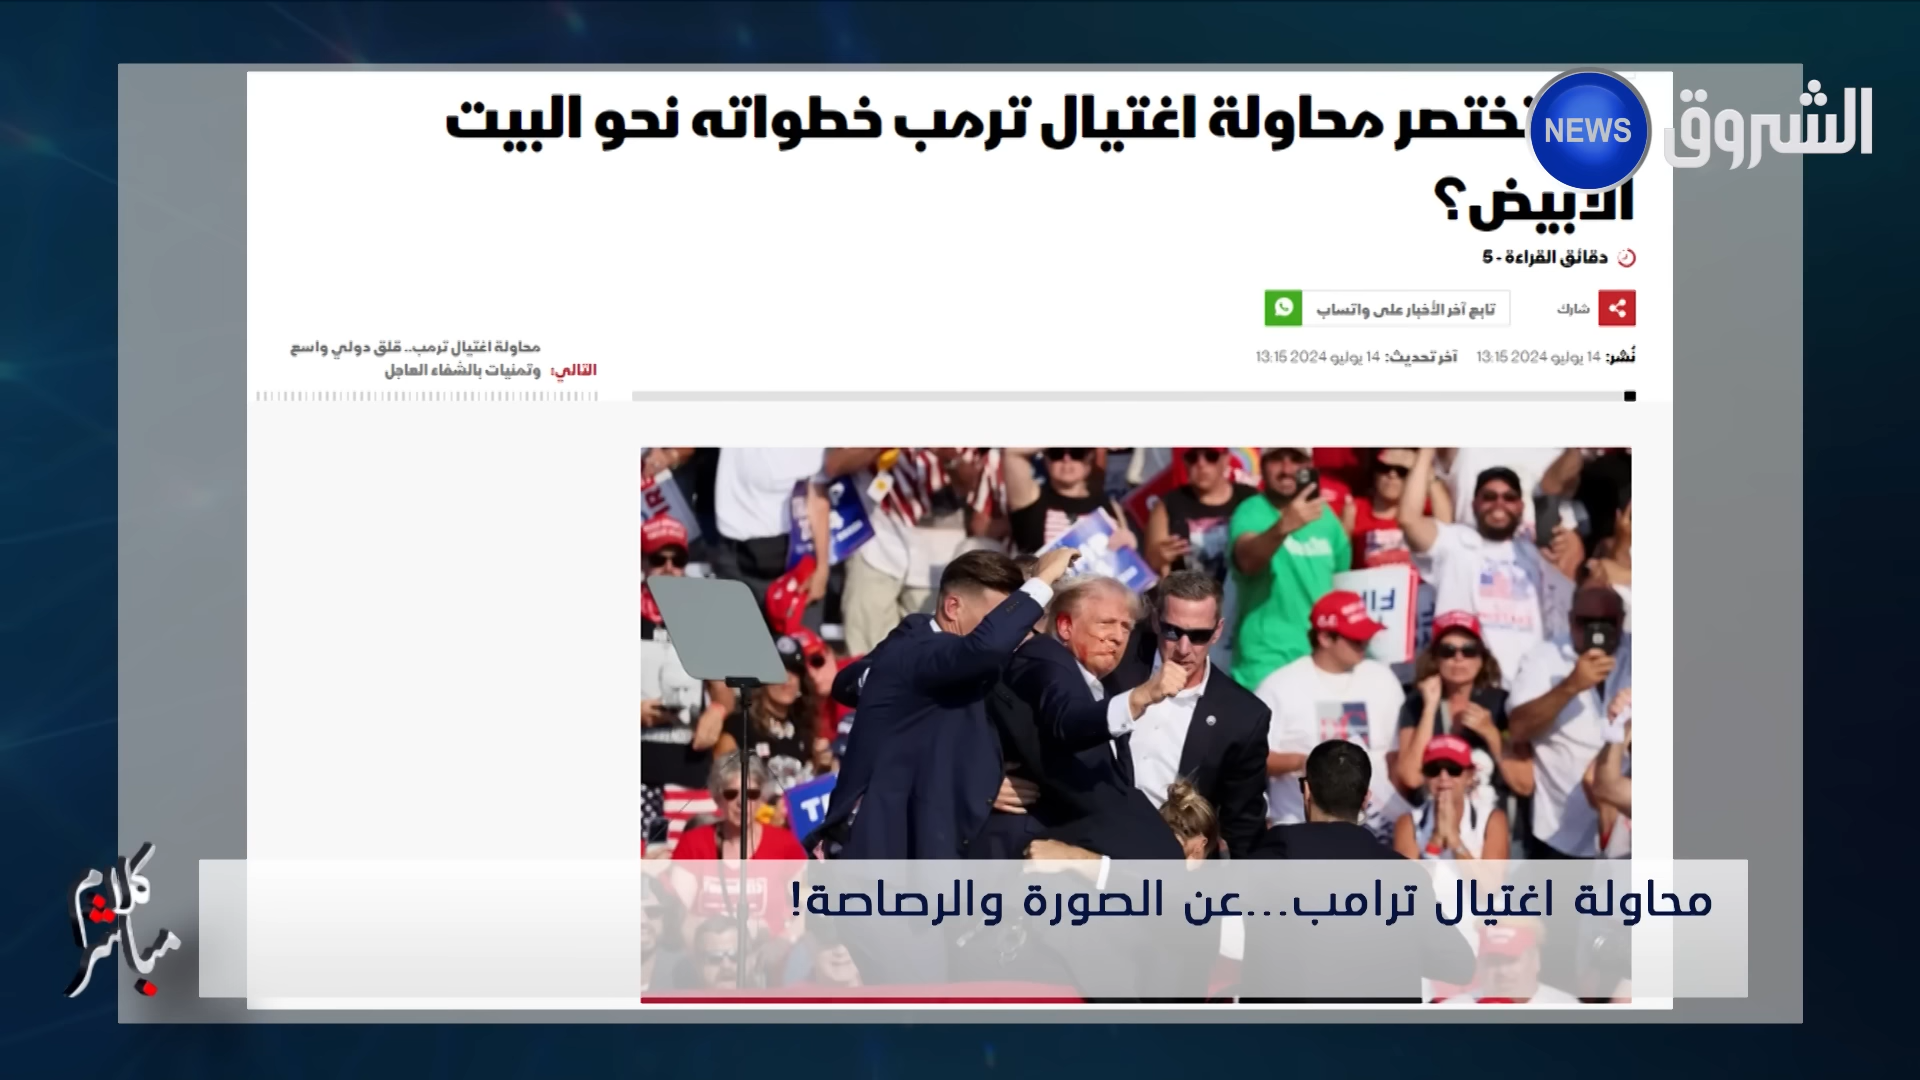 تختصر محاولة اغتيال ترمب خطواته نحو البيت
الأبيض؟
NEWS
الشروق
دقائق القراءة - 5
شارك
تابع آخر الأخبار على واتساب
نُشر: 14 يوليو 2024 13:15 آخر تحديث: 14 يوليو 2024 13:15
التالي:
محاولة اغتيال ترمب.. قلق دولي واسع
وتمنيات بالشفاء العاجل
محاولة اغتيال ترامب...عن الصورة والرصاصة!
كلام
مباشر